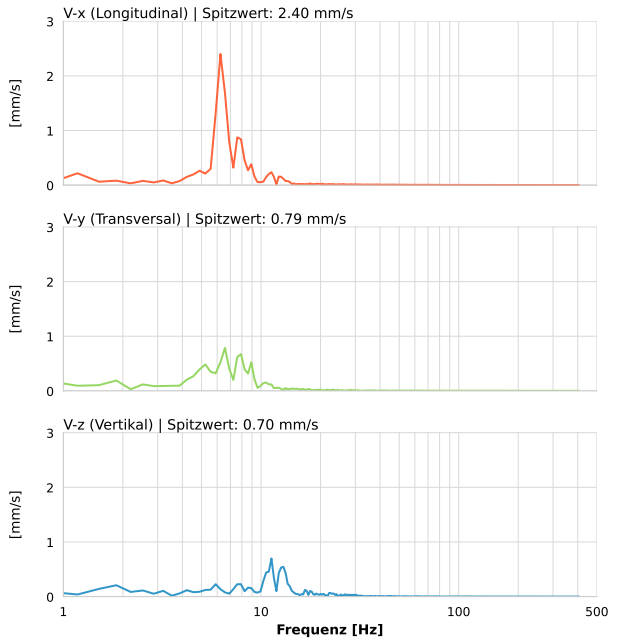 V-x (Longitudinal) | Spitzwert: 2.40 mm/s
3
2
1
0
[mm/s]
V-y (Transversal) | Spitzwert: 0.79 mm/s
3
2
1
0
[mm/s]
V-z (Vertikal) | Spitzwert: 0.70 mm/s
3
2
1
0
[mm/s]
1 10 100 500
Frequenz [Hz]